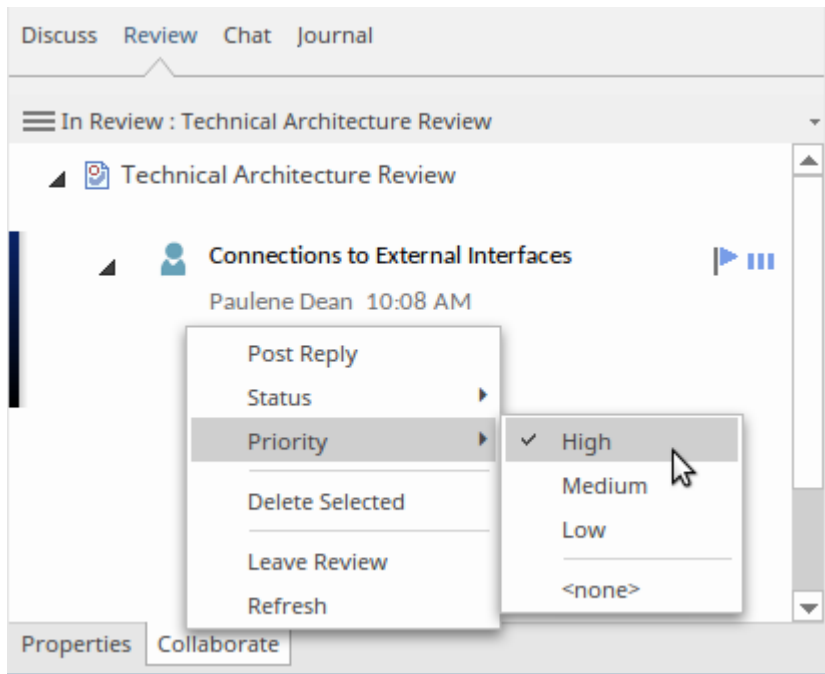 Discuss Review Chat Journal
In Review : Technical Architecture Review
Technical Architecture Review
Connections to External Interfaces
Paulene Dean 10:08 AM
Post Reply
Status
Priority
High
Medium
Delete Selected
Low
Leave Review
<none>
Refresh
Properties Collaborate